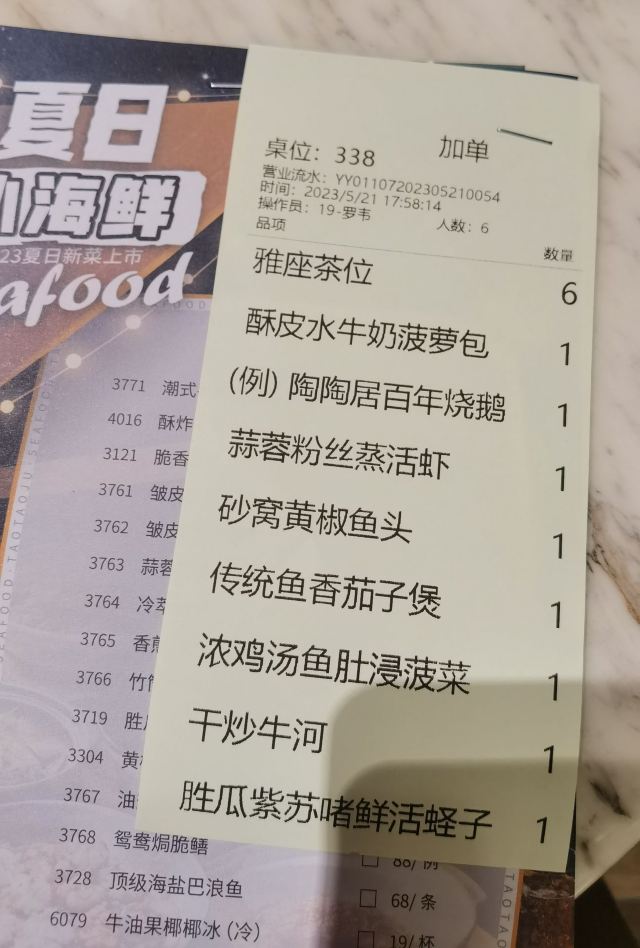 夏日
小海鲜
23夏日新菜上市
afood
桌位：338
加单
营业流水：YY01107202305210054
时间：2023/5/21 17:58:14
操作员：19-罗韦
人数：6
品项
数量
雅座茶位 6
酥皮水牛奶菠萝包 1
(例) 陶陶居百年烧鹅 1
蒜蓉粉丝蒸活虾 1
砂窝黄椒鱼头 1
传统鱼香茄子煲 1
浓鸡汤鱼肚浸菠菜 1
干炒牛河 1
胜瓜紫苏啫鲜活蛏子 1
3771 潮式
4016 酥炸
3121 脆香
3761 皱皮
3762 皱皮
3763 蒜蓉
3764 冷萃
3765 香煎
3766 竹
3719 胜
3304 黄
3767 油
3768 鸳鸯焗脆鳝
88/例
3728 顶级海盐巴浪鱼
68/条
6079 牛油果椰椰冰 (冷)
19/杯
SEAFOOD·TAOTAOJU·SEAFOOD
TAOTAO